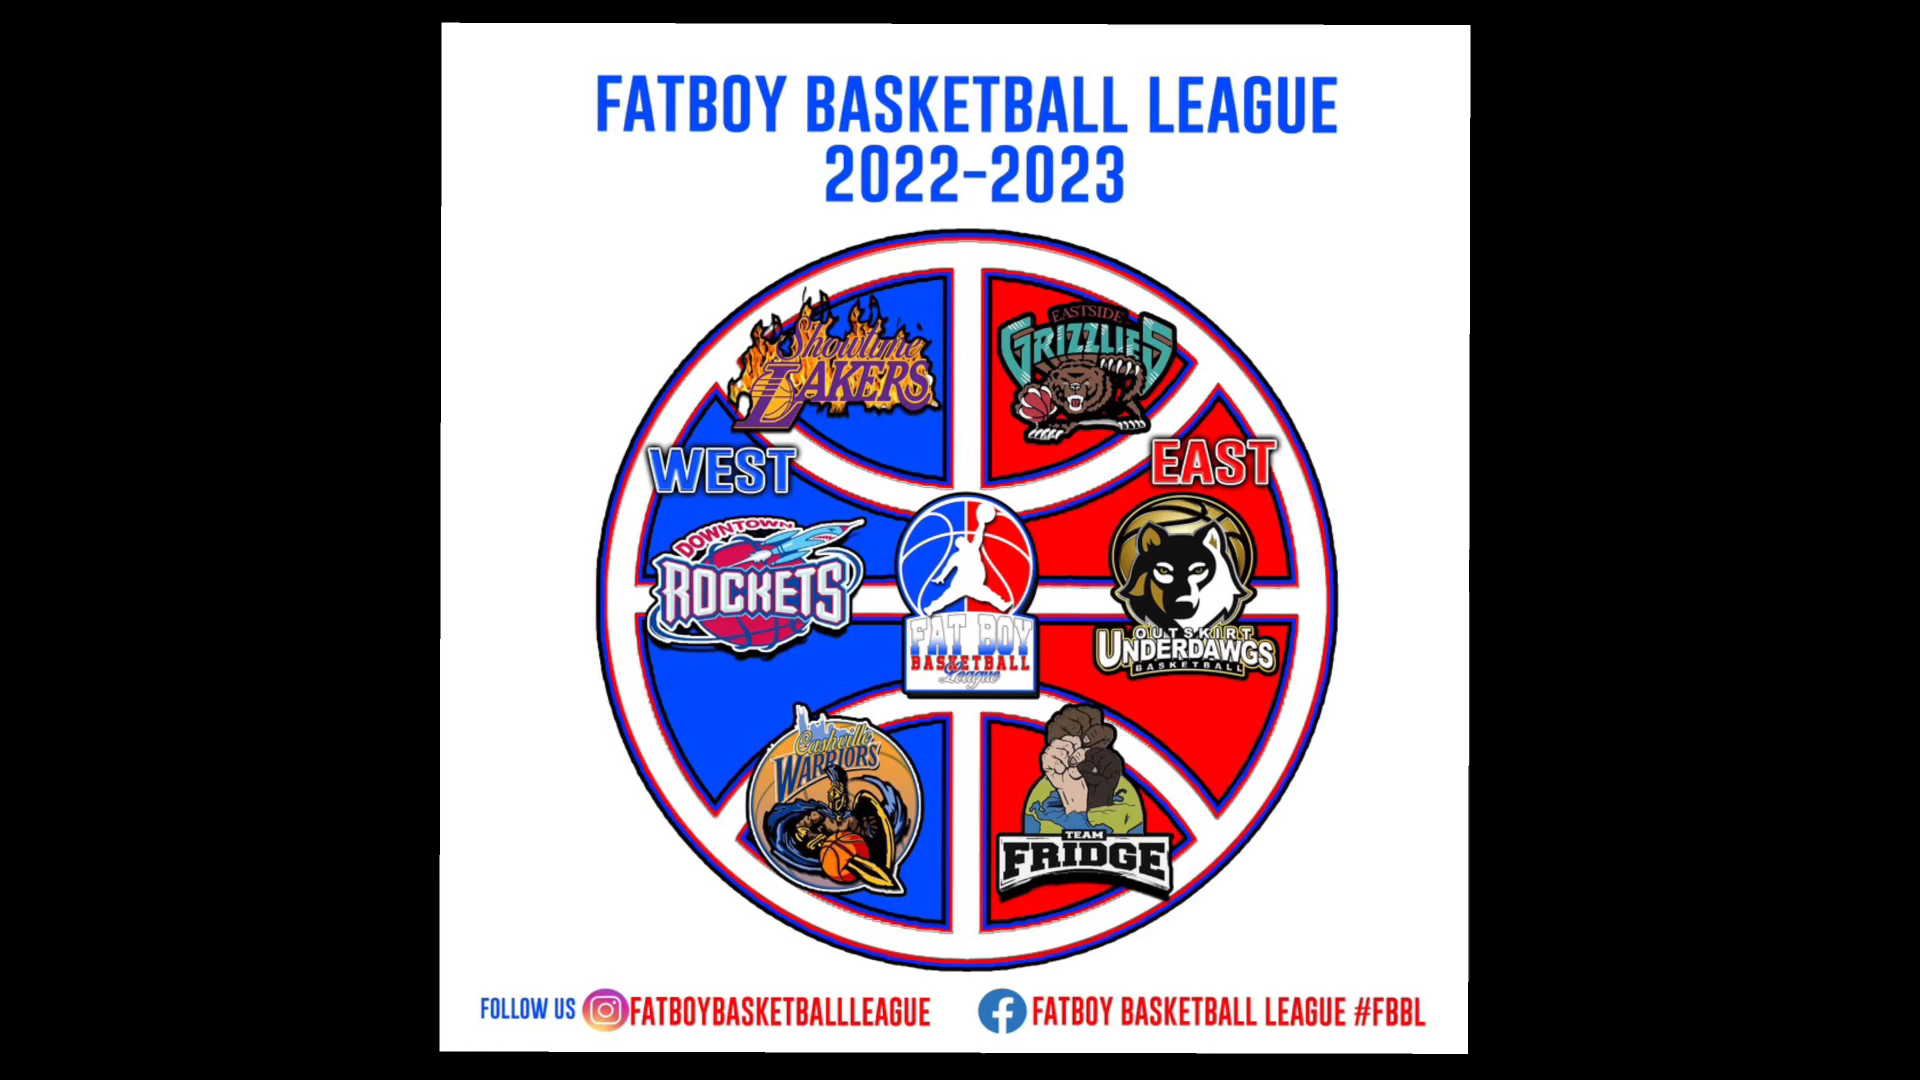 FATBOY BASKETBALL LEAGUE
2022-2023
Showtime
LAKERS
EASTSIDE
GRIZZLIES
WEST
EAST
DOWNTOWN
ROCKETS
OUTSKIRT
UNDERDAWGS
BASKETBALL
FAT BOY
BASKETBALL
League
Cashville
WARRIORS
TEAM
FRIDGE
FOLLOW US FATBOYBASKETBALLLEAGUE
FATBOY BASKETBALL LEAGUE #FBBL